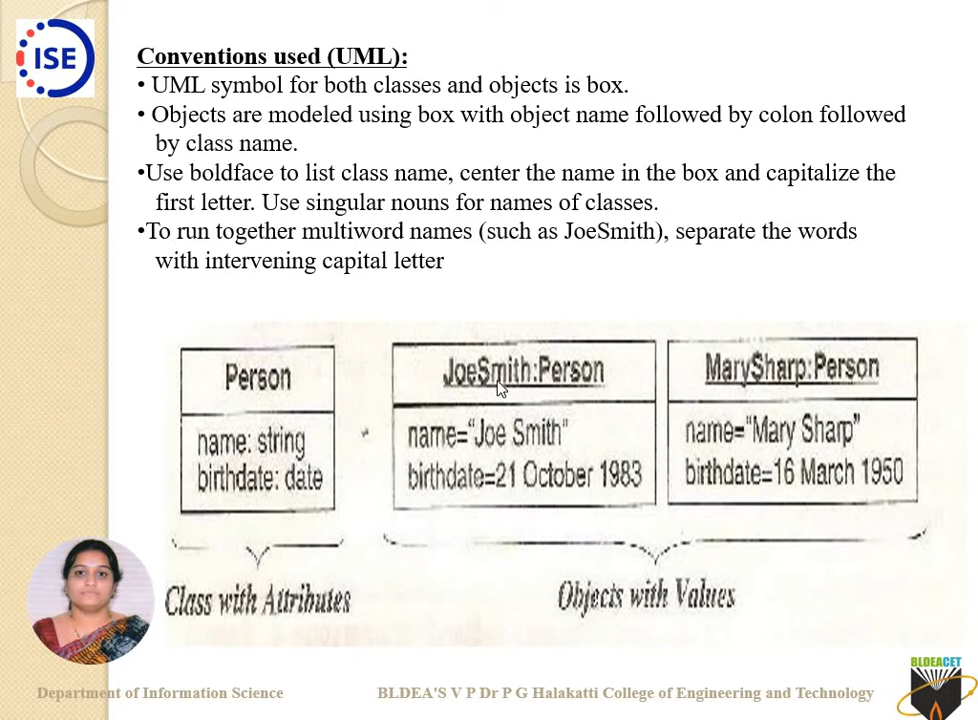 ISE
Conventions used (UML):
• UML symbol for both classes and objects is box.
• Objects are modeled using box with object name followed by colon followed
by class name.
•Use boldface to list class name, center the name in the box and capitalize the
first letter. Use singular nouns for names of classes.
•To run together multiword names (such as JoeSmith), separate the words
with intervening capital letter
Person
name: string
birthdate: date
JoeSmith:Person
name="Joe Smith"
birthdate=21 October 1983
MarySharp:Person
name="Mary Sharp"
birthdate=16 March 1950
Class with Attributes
Objects with Values
BLDEACET
Department of Information Science
BLDEA'S V P Dr P G Halakatti College of Engineering and Technology